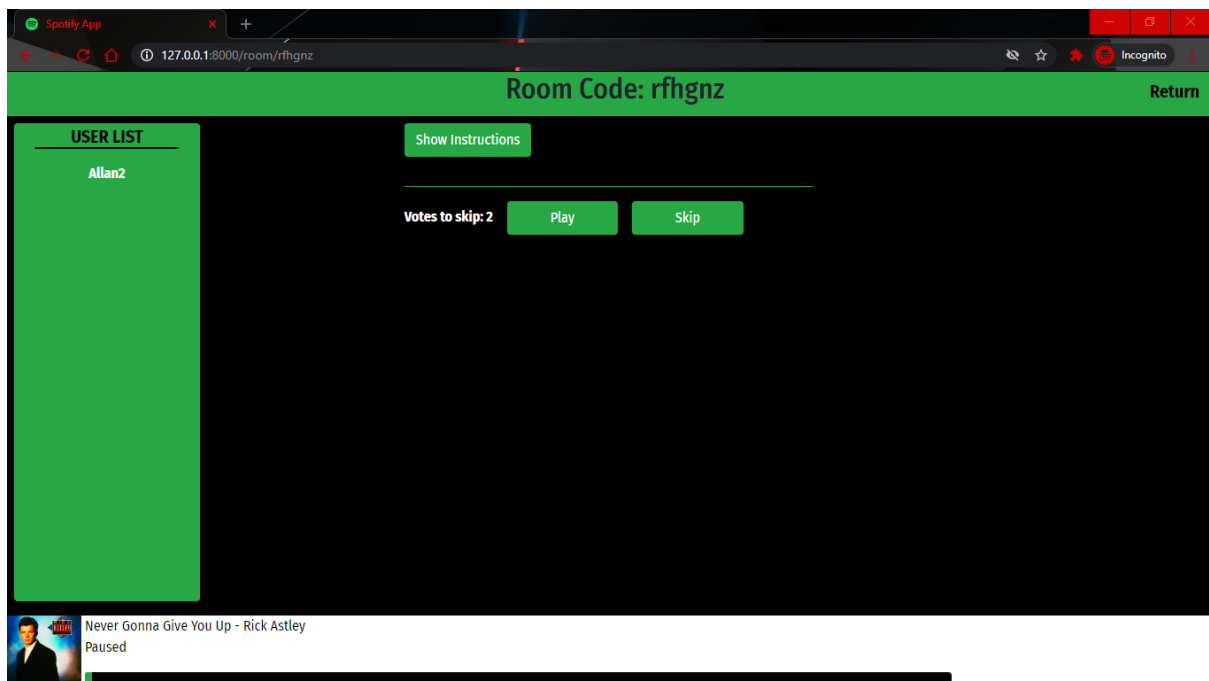 Spotify App
127.0.0.1:8000/room/rfhgnz
Incognito
Room Code: rfhgnz
Return
USER LIST
Allan2
Show Instructions
Votes to skip: 2
Play
Skip
Never Gonna Give You Up - Rick Astley
Paused